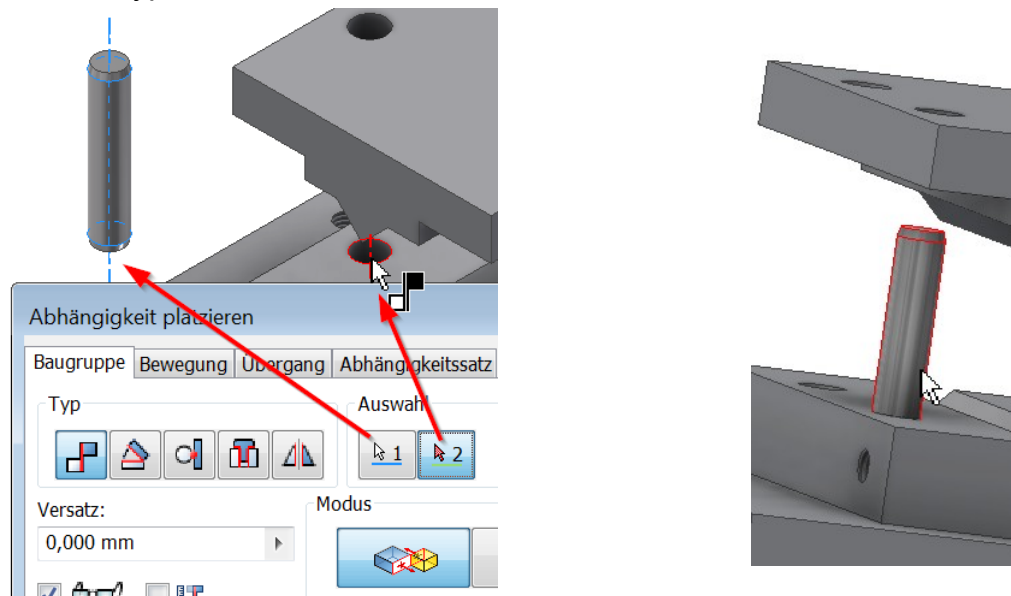 Abhängigkeit platzieren
Baugruppe Bewegung Übergang Abhängigkeitssatz
Typ Auswahl
1 2
Versatz: Modus
0,000 mm